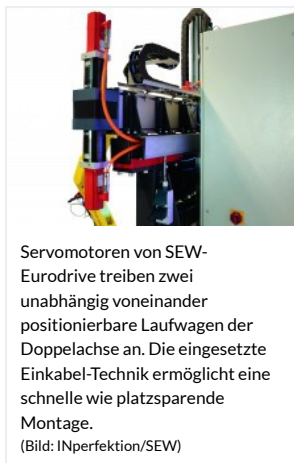 Servomotoren von SEW-
Eurodrive treiben zwei
unabhängig voneinander
positionierbare Laufwagen der
Doppelachse an. Die eingesetzte
Einkabel-Technik ermöglicht eine
schnelle wie platzsparende
Montage.
(Bild: INperfektion/SEW)